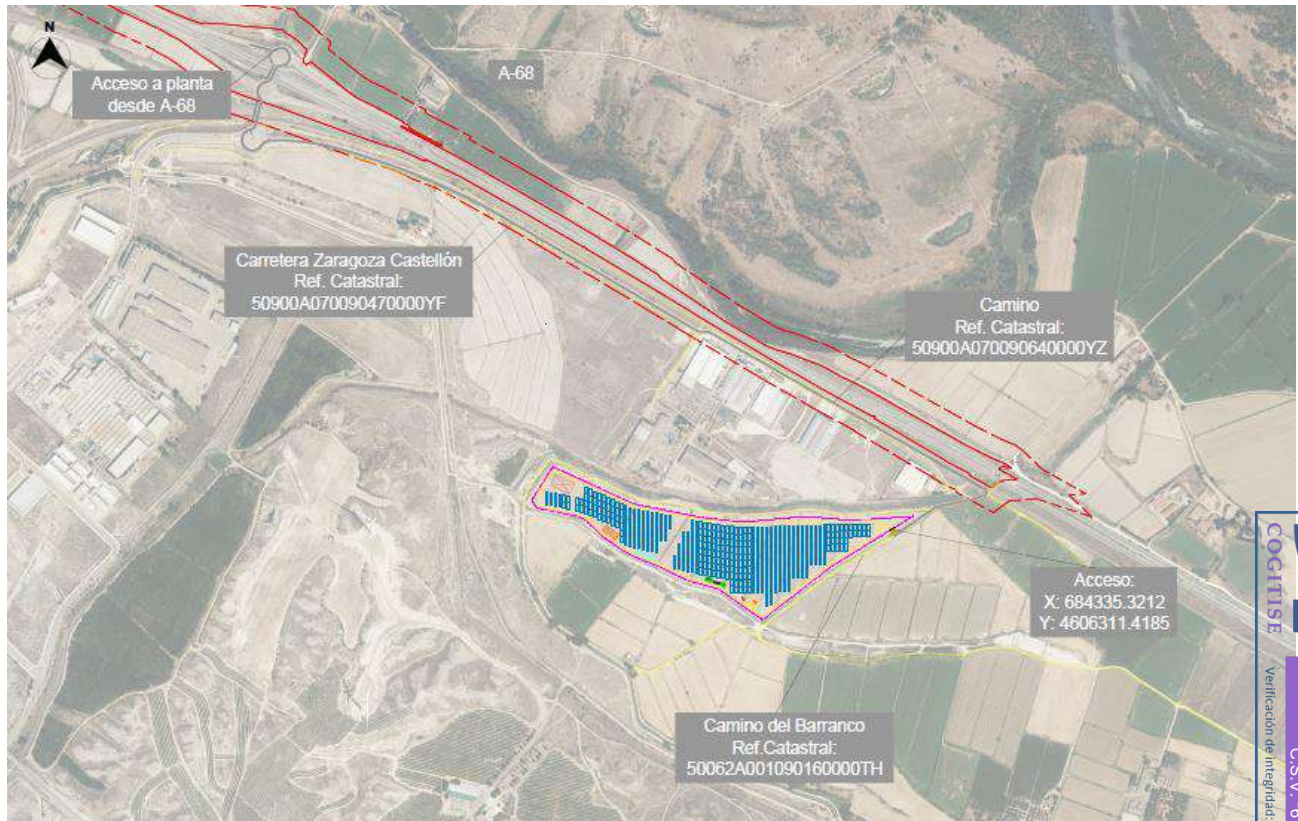 N
Acceso a planta
desde A-68
A-68
Carretera Zaragoza Castellón
Ref. Catastral:
50900A070090470000YF
Camino
Ref. Catastral:
50900A070090640000YZ
Acceso:
X: 684335.3212
Y: 4606311.4185
Camino del Barranco
Ref.Catastral:
50062A001090160000TH
COGITISE
Verificación de integridad:
C.S.V. 6